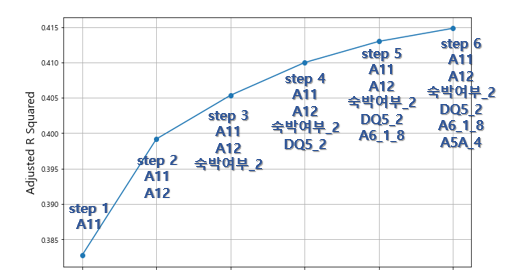 0.415
0.410
0.405
0.400
0.395
0.390
0.385
Adjusted R Squared
step 1
A11
step 2
A11
A12
step 3
A11
A12
숙박여부_2
step 4
A11
A12
숙박여부_2
DQ5_2
step 5
A11
A12
숙박여부_2
DQ5_2
A6_1_8
step 6
A11
A12
숙박여부_2
DQ5_2
A6_1_8
A5A_4